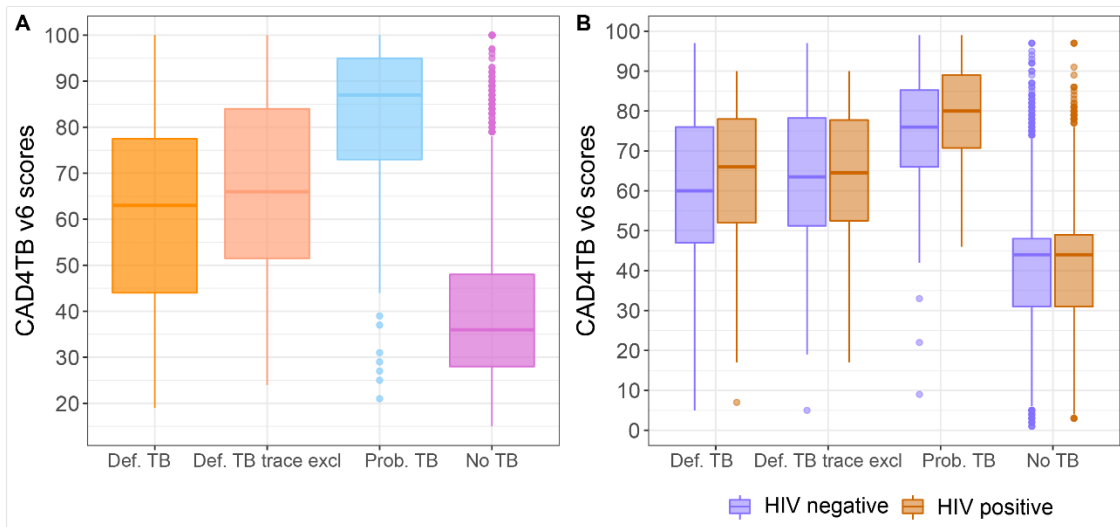 A
CAD4TB v6 scores
100
90
80
70
60
50
40
30
20
Def. TB
Def. TB trace excl
Prob. TB
No TB
B
CAD4TB v6 scores
100
90
80
70
60
50
40
30
20
10
0
Def. TB
Def. TB trace excl
Prob. TB
No TB
HIV negative
HIV positive